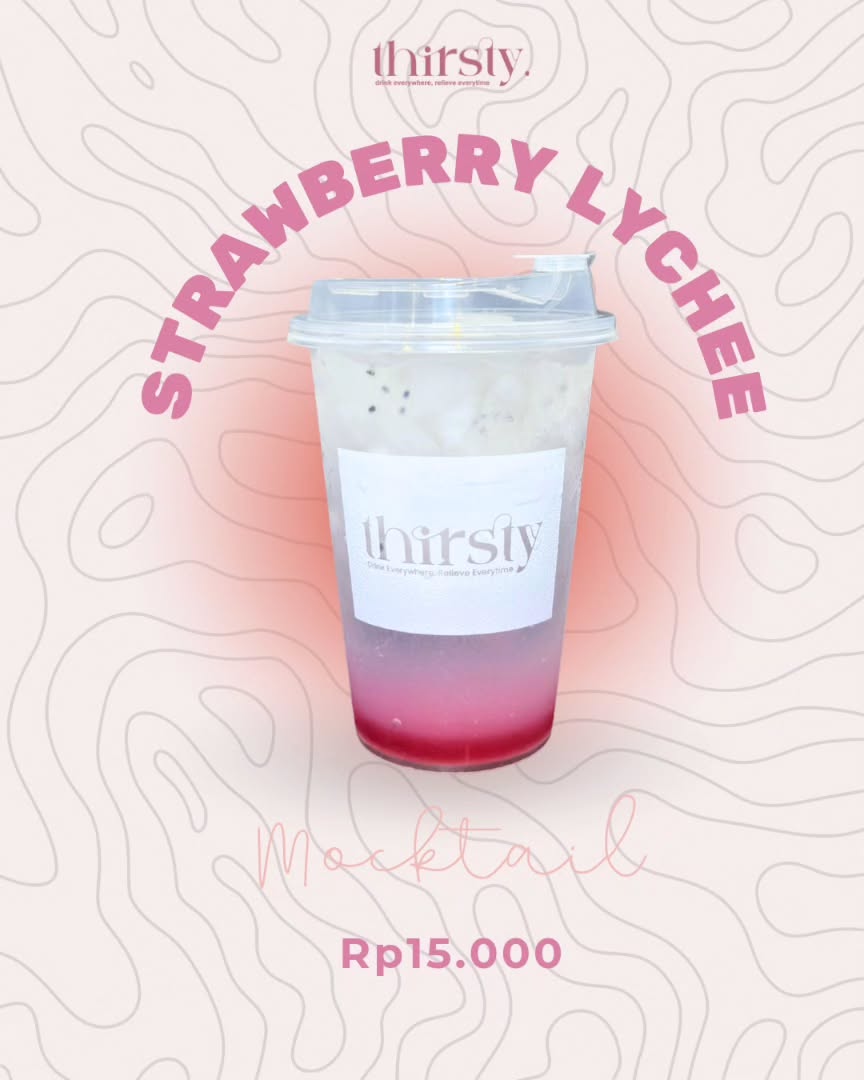 thirsty.
drink everywhere, relieve everytime
STRAWBERRY LYCHEE
thirsty
Drink Everywhere, Relieve Everytime
Mocktail
Rp15.000